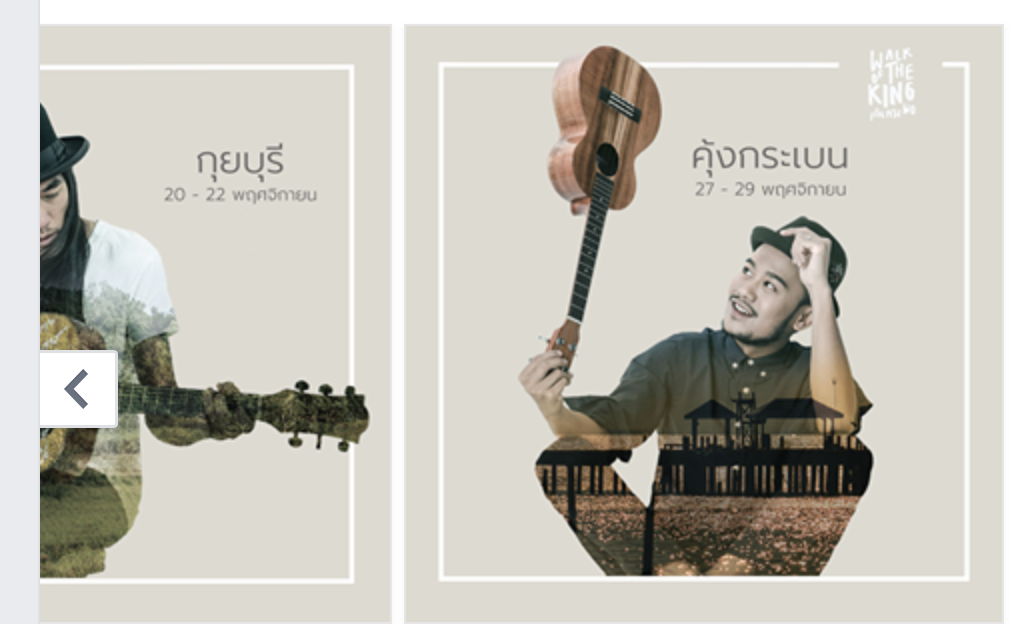 กุยบุรี
20 - 22 พฤศจิกายน
WALK
OF THE
KING
คุ้งกระเบน
27 - 29 พฤศจิกายน